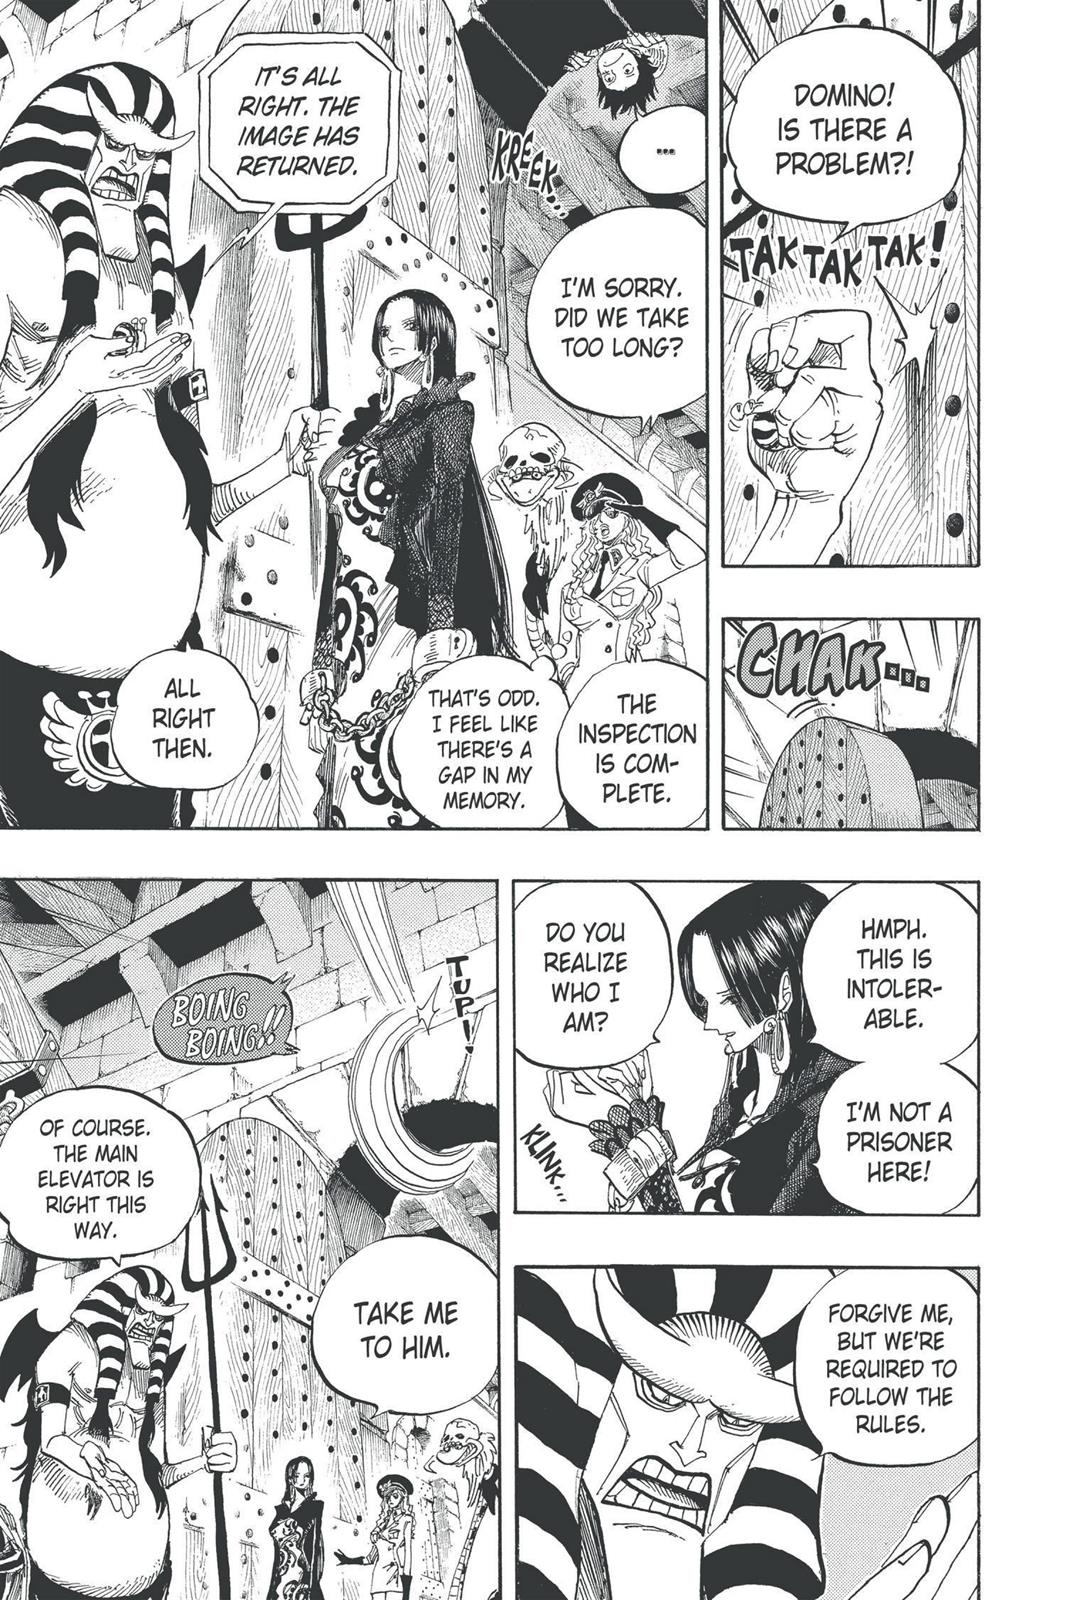 DOMINO!
IS THERE A
PROBLEM?!
TAK TAK TAK!
CHAK...
...
KREEK...
IT'S ALL
RIGHT. THE
IMAGE HAS
RETURNED.
I'M SORRY.
DID WE TAKE
TOO LONG?
THE
INSPECTION
IS COM-
PLETE.
THAT'S ODD.
I FEEL LIKE
THERE'S A
GAP IN MY
MEMORY.
ALL
RIGHT
THEN.
HMPH.
THIS IS
INTOLER-
ABLE.
I'M NOT A
PRISONER
HERE!
DO YOU
REALIZE
WHO I
AM?
KLINK...
FORGIVE ME,
BUT WE'RE
REQUIRED TO
FOLLOW THE
RULES.
TUP!
BOING
BOING!!
TAKE ME
TO HIM.
OF COURSE.
THE MAIN
ELEVATOR IS
RIGHT THIS
WAY.